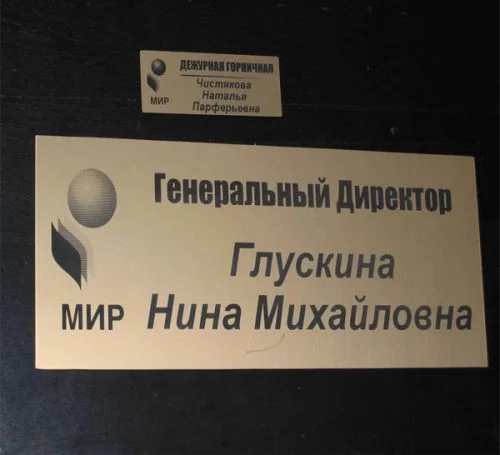 ДЕЖУРНАЯ ГОРНИЧНАЯ
Чистякова
Наталья
Парферьевна
МИР
Генеральный Директор
Глускина
Нина Михайловна
МИР